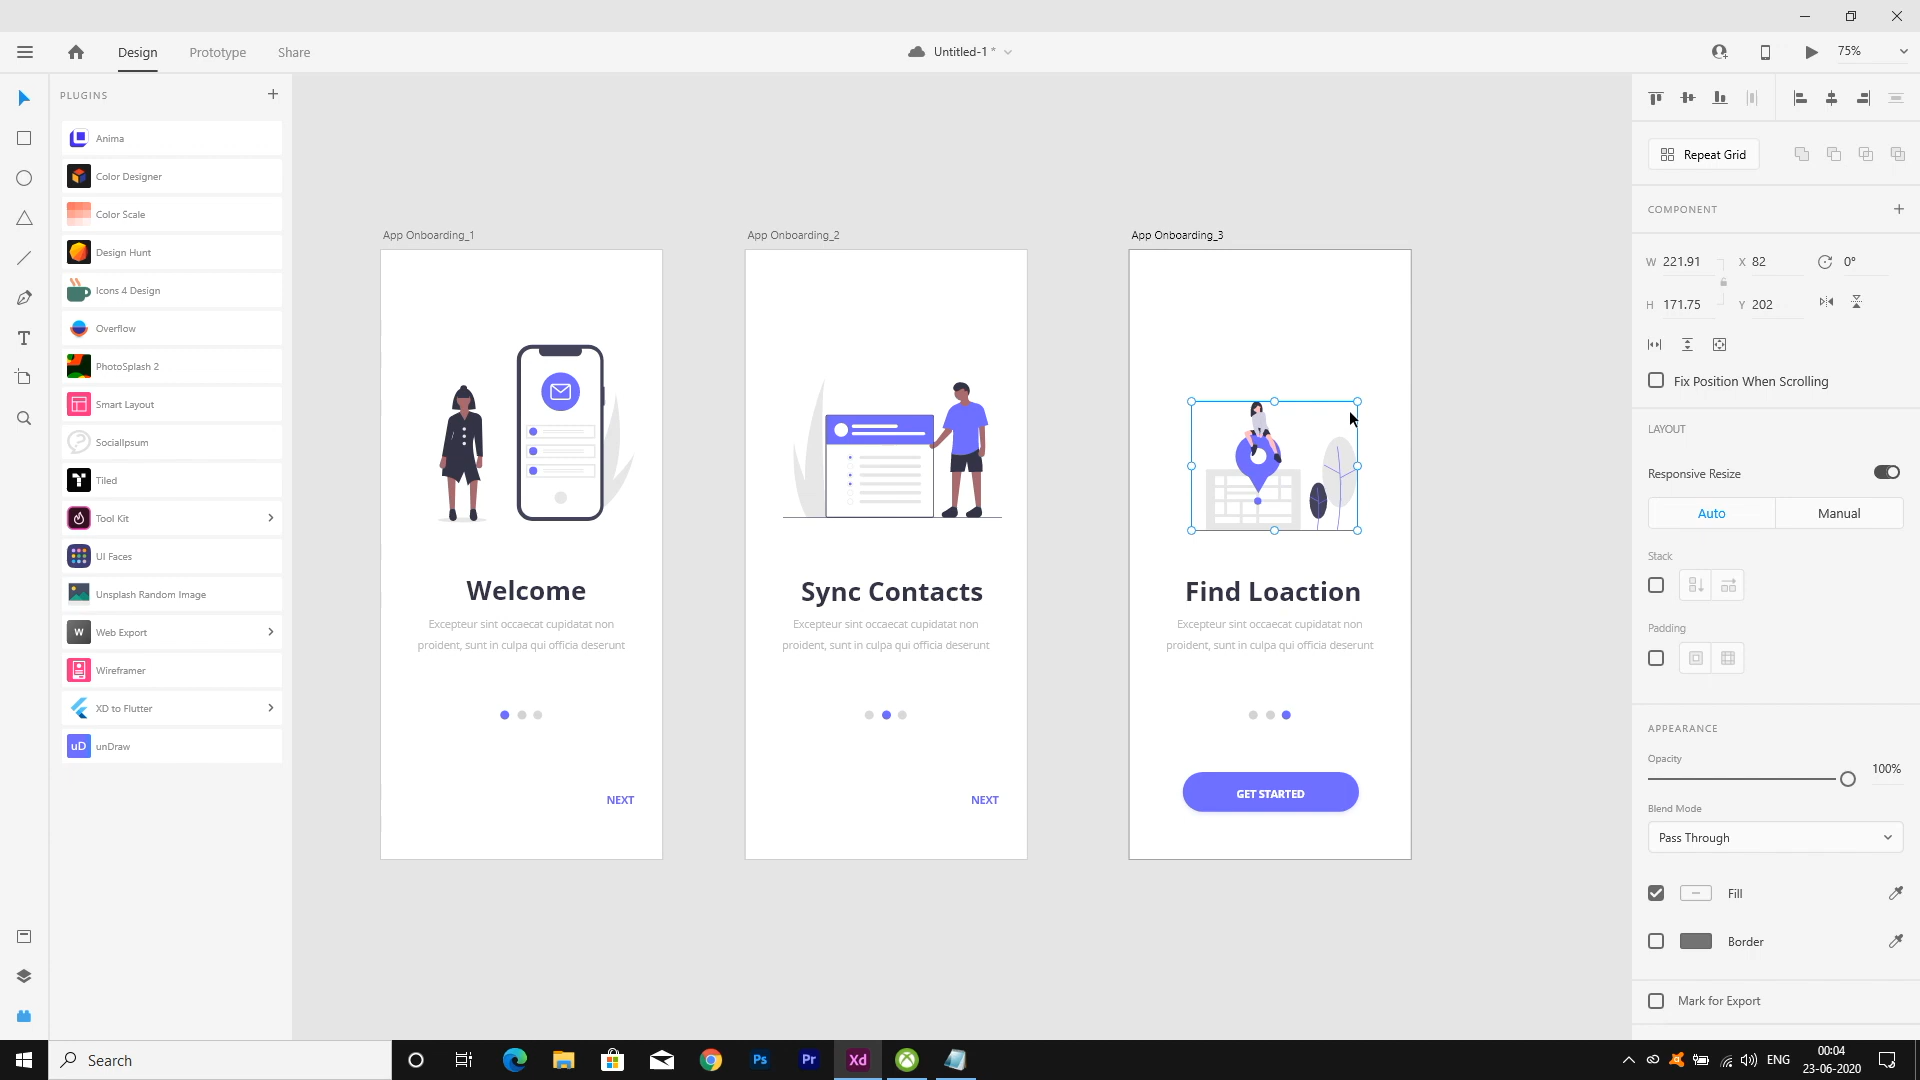 Design
Prototype
Share
Untitled-1 *
75%
PLUGINS
Anima
Color Designer
Color Scale
Design Hunt
Icons 4 Design
Overflow
PhotoSplash 2
Smart Layout
SocialIpsum
Tiled
Tool Kit
UI Faces
Unsplash Random Image
W
Web Export
Wireframer
XD to Flutter
uD
unDraw
App Onboarding_1
Welcome
Excepteur sint occaecat cupidatat non
proident, sunt in culpa qui officia deserunt
NEXT
App Onboarding_2
Sync Contacts
Excepteur sint occaecat cupidatat non
proident, sunt in culpa qui officia deserunt
NEXT
App Onboarding_3
Find Loaction
Excepteur sint occaecat cupidatat non
proident, sunt in culpa qui officia deserunt
GET STARTED
Repeat Grid
COMPONENT
W 221.91 X 82 0°
H 171.75 Y 202
Fix Position When Scrolling
LAYOUT
Responsive Resize
Auto Manual
Stack
Padding
APPEARANCE
Opacity
100%
Blend Mode
Pass Through
Fill
Border
Mark for Export
Search
Ps
Pr
Xd
ENG
00:04
23-06-2020